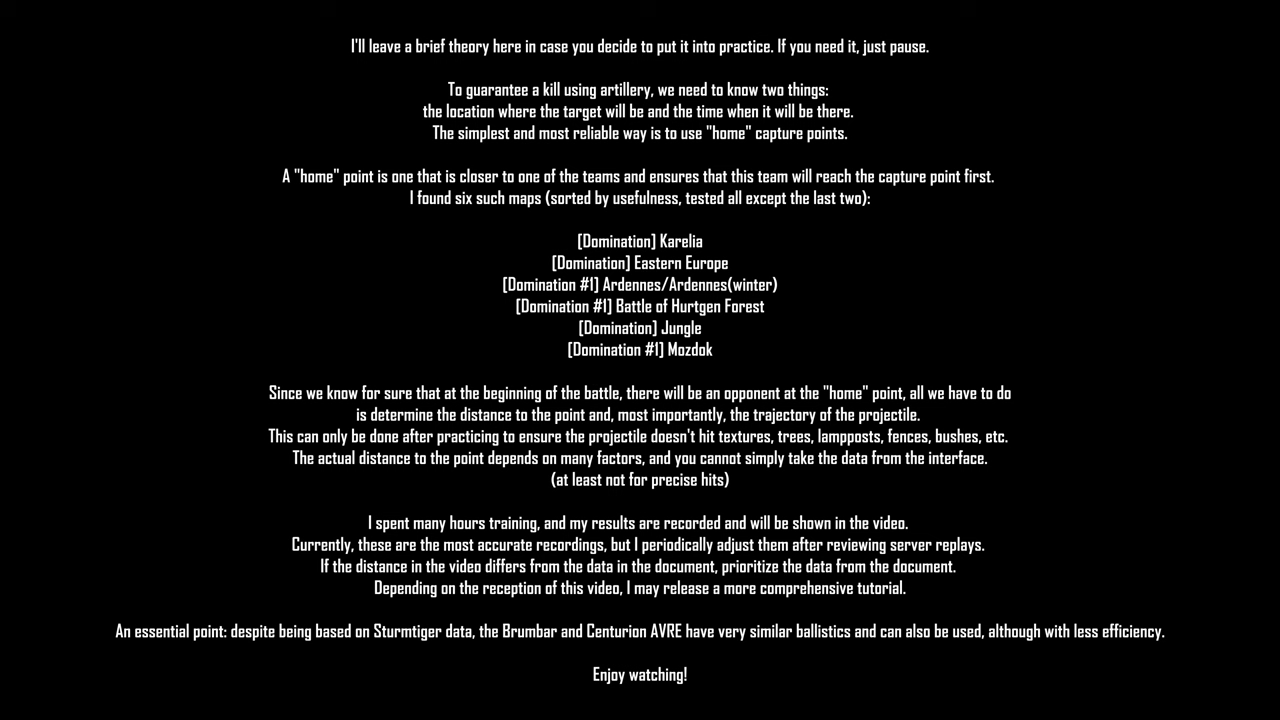 I'll leave a brief theory here in case you decide to put it into practice. If you need it, just pause.
To guarantee a kill using artillery, we need to know two things:
the location where the target will be and the time when it will be there.
The simplest and most reliable way is to use "home" capture points.
A "home" point is one that is closer to one of the teams and ensures that this team will reach the capture point first.
I found six such maps (sorted by usefulness, tested all except the last two):
[Domination] Karelia
[Domination] Eastern Europe
[Domination #1] Ardennes/Ardennes(winter)
[Domination #1] Battle of Hurtgen Forest
[Domination] Jungle
[Domination #1] Mozdok
Since we know for sure that at the beginning of the battle, there will be an opponent at the "home" point, all we have to do
is determine the distance to the point and, most importantly, the trajectory of the projectile.
This can only be done after practicing to ensure the projectile doesn't hit textures, trees, lampposts, fences, bushes, etc.
The actual distance to the point depends on many factors, and you cannot simply take the data from the interface.
(at least not for precise hits)
I spent many hours training, and my results are recorded and will be shown in the video.
Currently, these are the most accurate recordings, but I periodically adjust them after reviewing server replays.
If the distance in the video differs from the data in the document, prioritize the data from the document.
Depending on the reception of this video, I may release a more comprehensive tutorial.
An essential point: despite being based on Sturmtiger data, the Brumbar and Centurion AVRE have very similar ballistics and can also be used, although with less efficiency.
Enjoy watching!